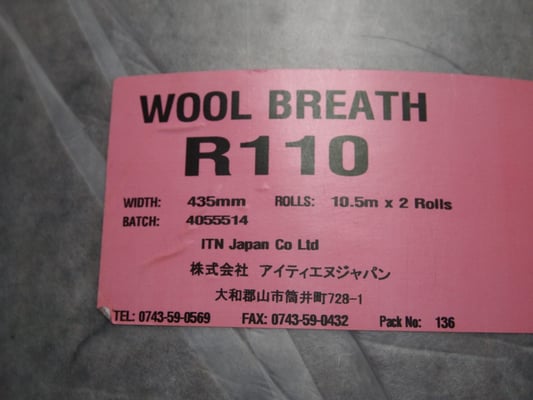 WOOL BREATH
R110
WIDTH: 435mm ROLLS: 10.5m x 2 Rolls
BATCH: 4055514
ITN Japan Co Ltd
株式会社 アイティエヌジャパン
大和郡山市筒井町728-1
TEL: 0743-59-0569 FAX: 0743-59-0432 Pack No: 136